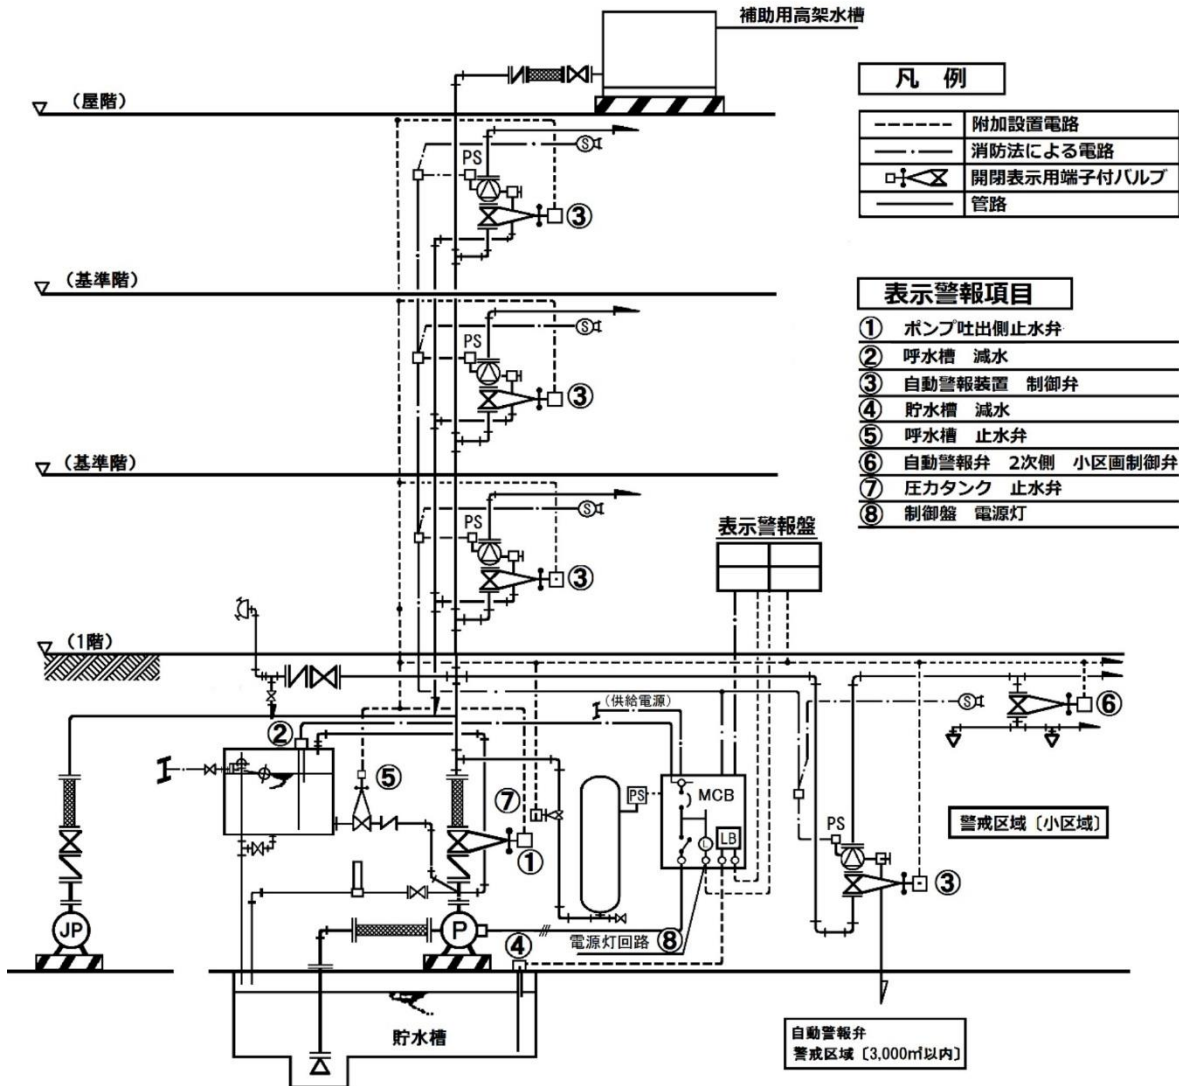 補助用高架水槽
(屋階)
凡 例
附加設置電路
消防法による電路
開閉表示用端子付バルブ
管路
S
PS
③
(基準階)
S
PS
③
表示警報項目
① ポンプ吐出側止水弁
② 呼水槽 減水
③ 自動警報装置 制御弁
④ 貯水槽 減水
⑤ 呼水槽 止水弁
⑥ 自動警報弁 2次側 小区画制御弁
⑦ 圧力タンク 止水弁
⑧ 制御盤 電源灯
(基準階)
S
PS
③
表示警報盤
(1階)
(供給電源)
S
⑥
②
⑤
⑦
PS
MCB
L
LB
①
警戒区域〔小区域〕
PS
③
JP
P
④
電源灯回路 ⑧
貯水槽
自動警報弁
警戒区域〔3,000㎡以内〕